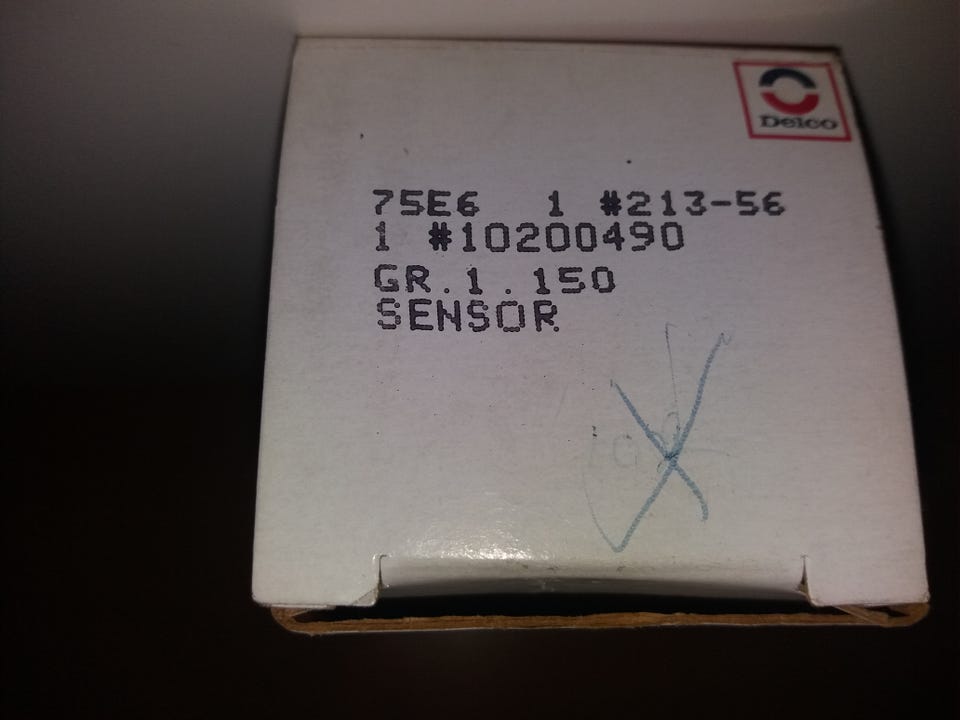 Delco
75E6 1 #213-56
1 #10200490
GR.1.150
SENSOR